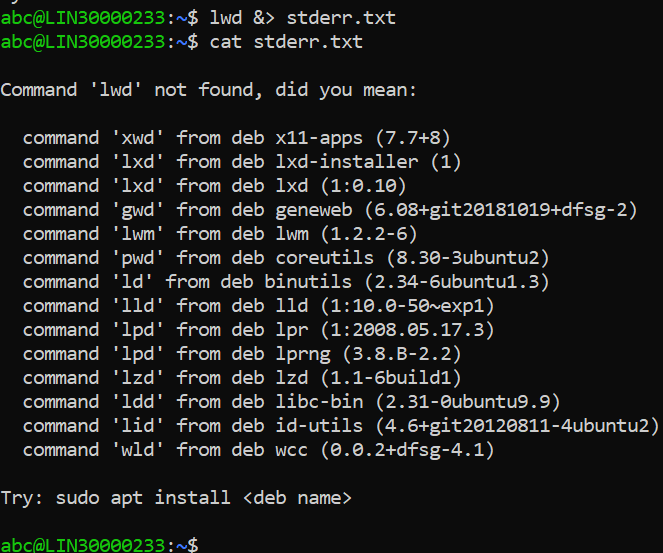 abc@LIN30000233:~$ lwd &> stderr.txt
abc@LIN30000233:~$ cat stderr.txt
Command 'lwd' not found, did you mean:
command 'xwd' from deb x11-apps (7.7+8)
command 'lxd' from deb lxd-installer (1)
command 'lxd' from deb lxd (1:0.10)
command 'gwd' from deb geneweb (6.08+git20181019+dfsg-2)
command 'lwm' from deb lwm (1.2.2-6)
command 'pwd' from deb coreutils (8.30-3ubuntu2)
command 'ld' from deb binutils (2.34-6ubuntu1.3)
command 'lld' from deb lld (1:10.0-50~exp1)
command 'lpd' from deb lpr (1:2008.05.17.3)
command 'lpd' from deb lprng (3.8.B-2.2)
command 'lzd' from deb lzd (1.1-6build1)
command 'ldd' from deb libc-bin (2.31-0ubuntu9.9)
command 'lid' from deb id-utils (4.6+git20120811-4ubuntu2)
command 'wld' from deb wcc (0.0.2+dfsg-4.1)
Try: sudo apt install <deb name>
abc@LIN30000233:~$